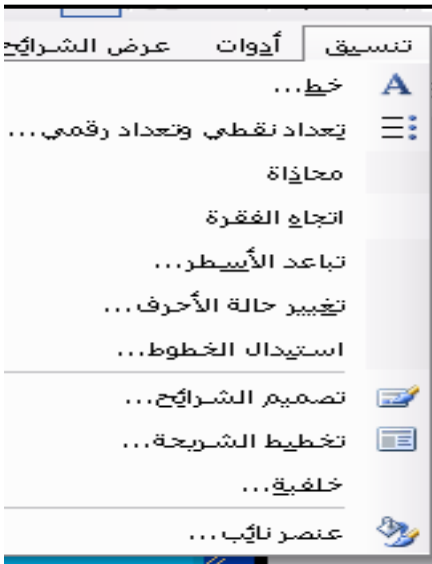 تنسيق أدوات عرض الشرائح
خط...
تعداد نقطي وتعداد رقمي...
محاذاة
اتجاه الفقرة
تباعد الأسطر...
تغيير حالة الأحرف...
استبدال الخطوط...
تصميم الشرائح...
تخطيط الشريحة...
خلفية...
عنصر نائب...